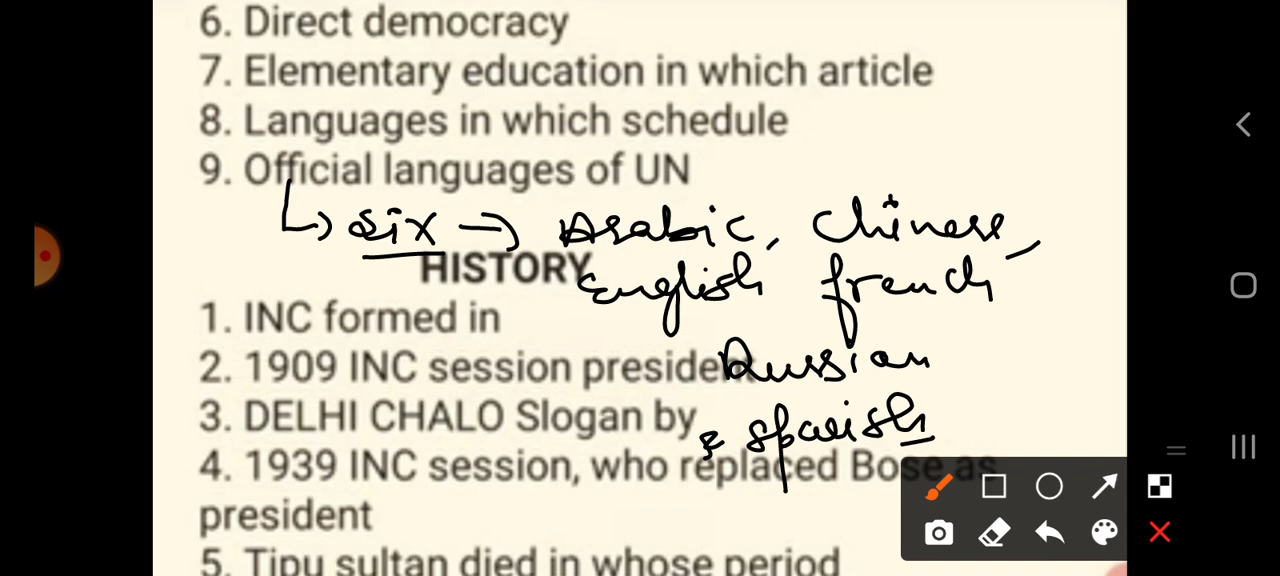 6. Direct democracy
7. Elementary education in which article
8. Languages in which schedule
9. Official languages of UN
six → Arabic, Chinese,
HISTORY English french
1. INC formed in
Russian
2. 1909 INC session president
& spanish
3. DELHI CHALO Slogan by
4. 1939 INC session, who replaced Bose as
president
5. Tipu sultan died in whose period